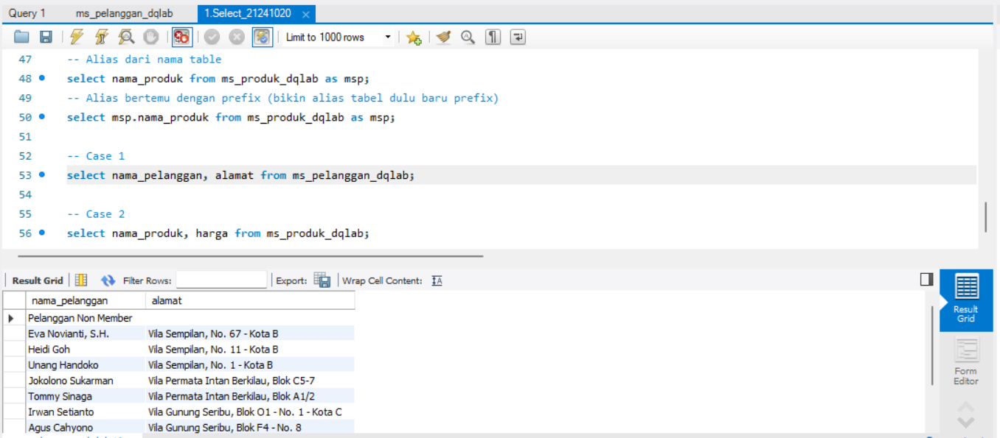 Query 1 ms_pelanggan_dqlab 1.Select_21241020
Limit to 1000 rows
47 -- Alias dari nama table
48 select nama_produk from ms_produk_dqlab as msp;
49 -- Alias bertemu dengan prefix (bikin alias tabel dulu baru prefix)
50 select msp.nama_produk from ms_produk_dqlab as msp;
51
52 -- Case 1
53 select nama_pelanggan, alamat from ms_pelanggan_dqlab;
54
55 -- Case 2
56 select nama_produk, harga from ms_produk_dqlab;
Result Grid Filter Rows: Export: Wrap Cell Content:
nama_pelanggan alamat
Pelanggan Non Member
Eva Novianti, S.H. Vila Sempilan, No. 67 - Kota B
Heidi Goh Vila Sempilan, No. 11 - Kota B
Unang Handoko Vila Sempilan, No. 1 - Kota B
Jokolono Sukarman Vila Permata Intan Berkilau, Blok C5-7
Tommy Sinaga Vila Permata Intan Berkilau, Blok A1/2
Irwan Setianto Vila Gunung Seribu, Blok O1 - No. 1 - Kota C
Agus Cahyono Vila Gunung Seribu, Blok F4 - No. 8
Result
Grid
Form
Editor